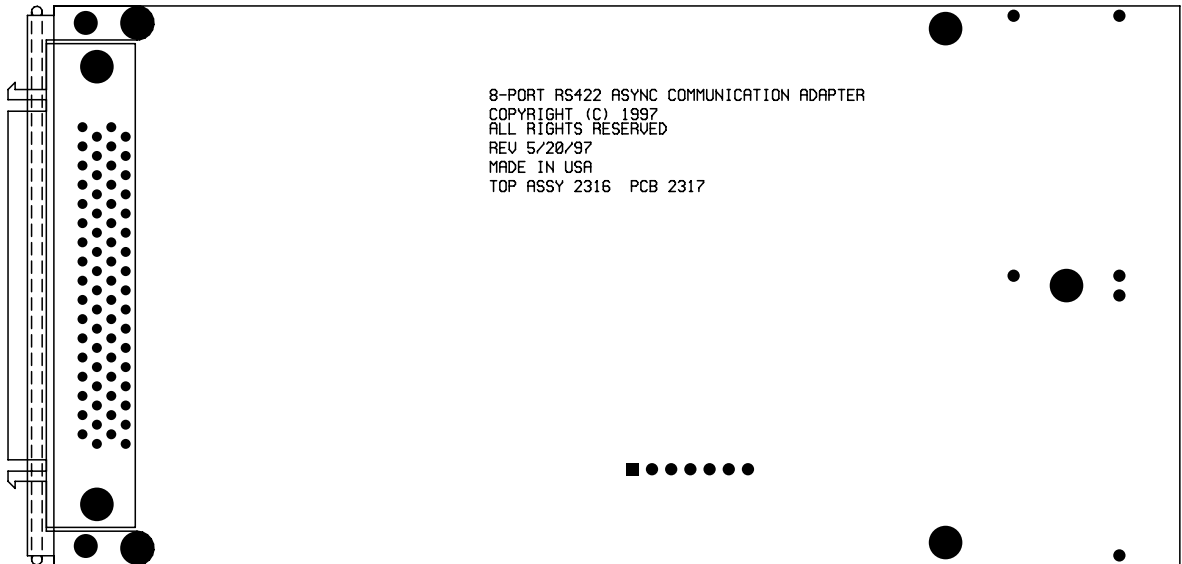 8-PORT RS422 ASYNC COMMUNICATION ADAPTER
COPYRIGHT (C) 1997
ALL RIGHTS RESERVED
REV 5/20/97
MADE IN USA
TOP ASSY 2316 PCB 2317